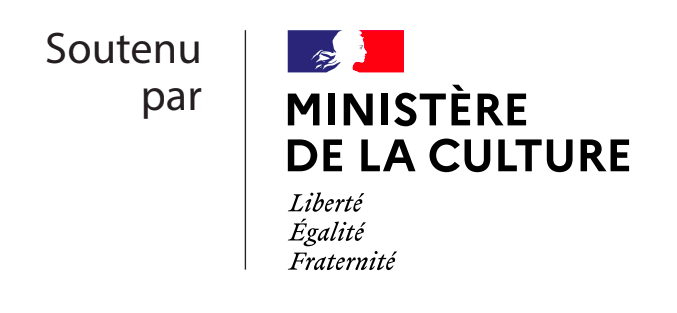 Soutenu
par
MINISTÈRE
DE LA CULTURE
Liberté
Égalité
Fraternité